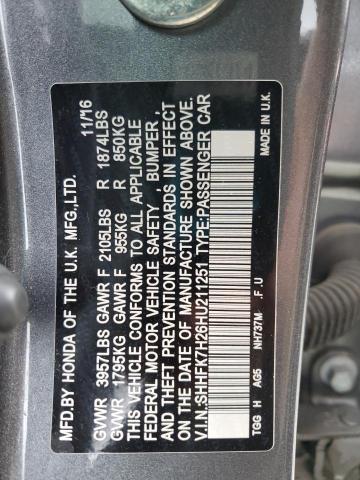 MFD.BY HONDA OF THE U.K. MFG.,LTD. 11/16
GVWR 3957LBS GAWR F 2105LBS R 1874LBS
GVWR 1795KG GAWR F 955KG R 850KG
THIS VEHICLE CONFORMS TO ALL APPLICABLE
FEDERAL MOTOR VEHICLE SAFETY , BUMPER ,
AND THEFT PREVENTION STANDARDS IN EFFECT
ON THE DATE OF MANUFACTURE SHOWN ABOVE.
V.I.N.:SHHFK7H26HU211251 TYPE:PASSENGER CAR
TGG H AG5 NH737M .F .U MADE IN U.K.